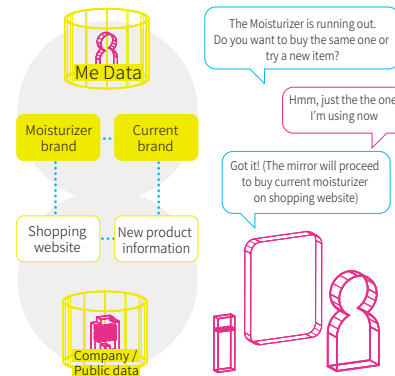 Me Data
Moisturizer
brand
Current
brand
Shopping
website
New product
information
Company /
Public data
The Moisturizer is running out.
Do you want to buy the same one or
try a new item?
Hmm, just the the one
I'm using now
Got it! (The mirror will proceed
to buy current moisturizer
on shopping website)